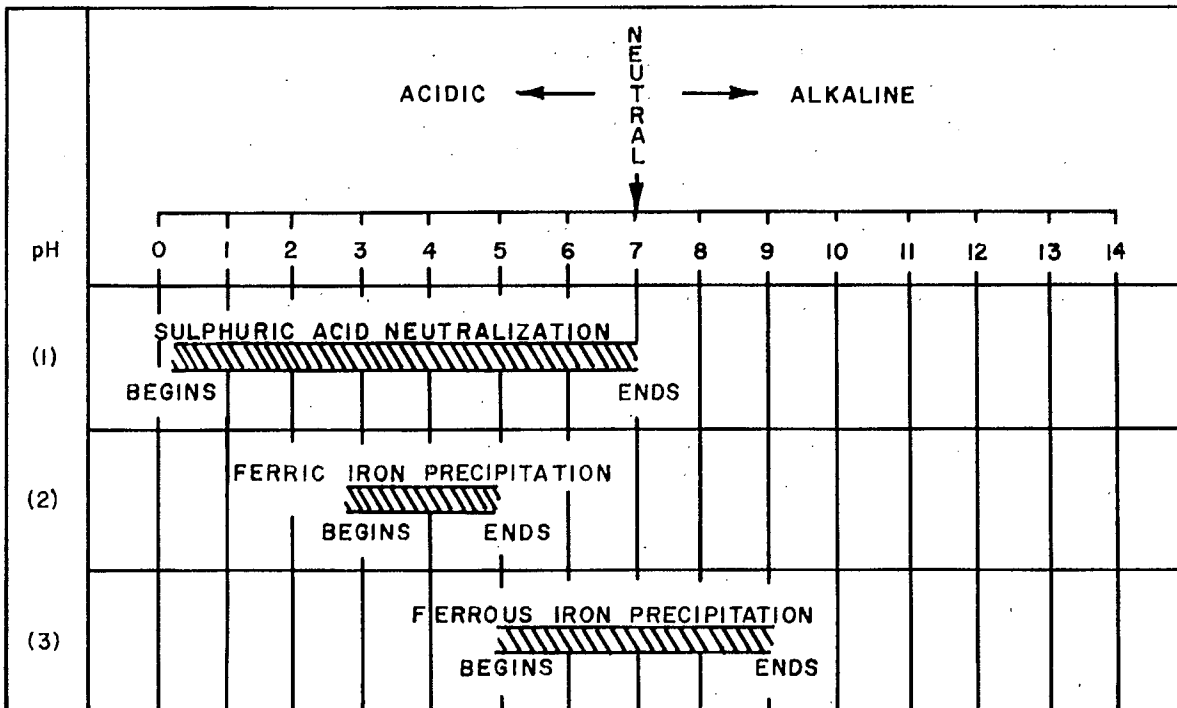 NEUTRAL
ACIDIC ALKALINE
pH 0 1 2 3 4 5 6 7 8 9 10 11 12 13 14
SULPHURIC ACID NEUTRALIZATION
(1)
BEGINS ENDS
FERRIC IRON PRECIPITATION
(2)
BEGINS ENDS
FERROUS IRON PRECIPITATION
(3)
BEGINS ENDS